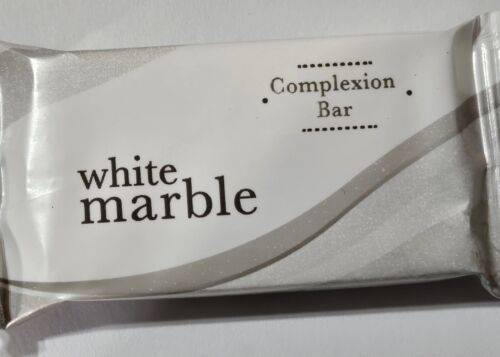 Complexion
Bar
white
marble